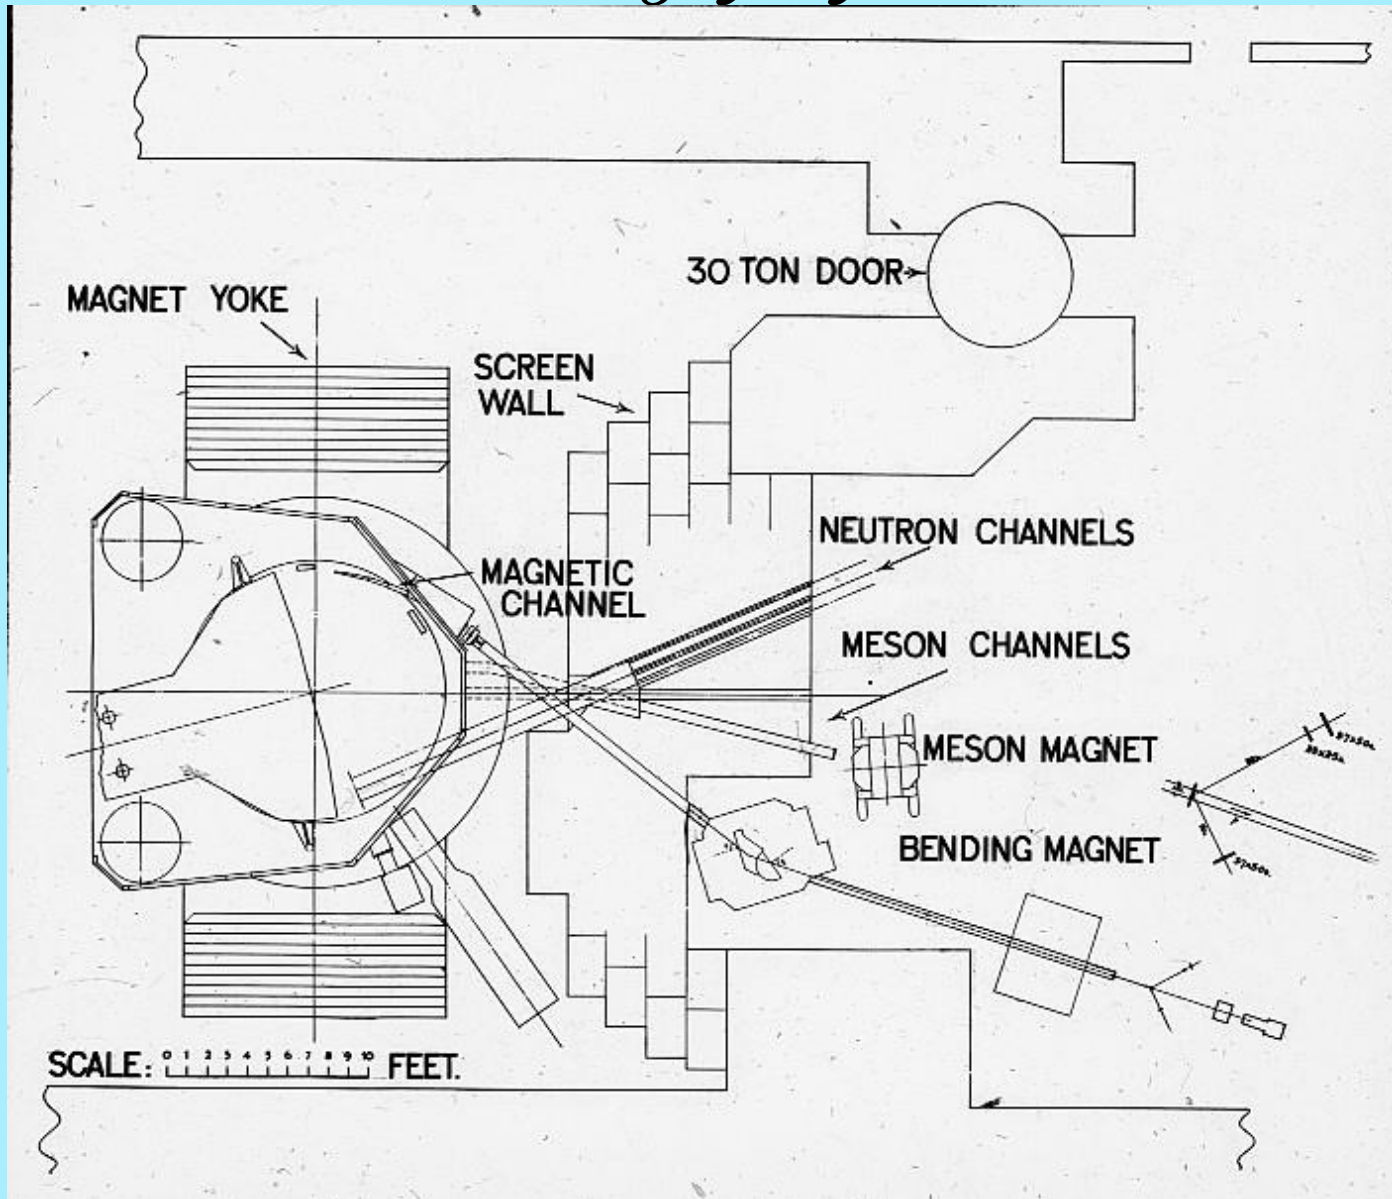 30 TON DOOR
MAGNET YOKE
SCREEN
WALL
NEUTRON CHANNELS
MAGNETIC
CHANNEL
MESON CHANNELS
MESON MAGNET
BENDING MAGNET
SCALE: 0 1 2 3 4 5 6 7 8 9 10 FEET.